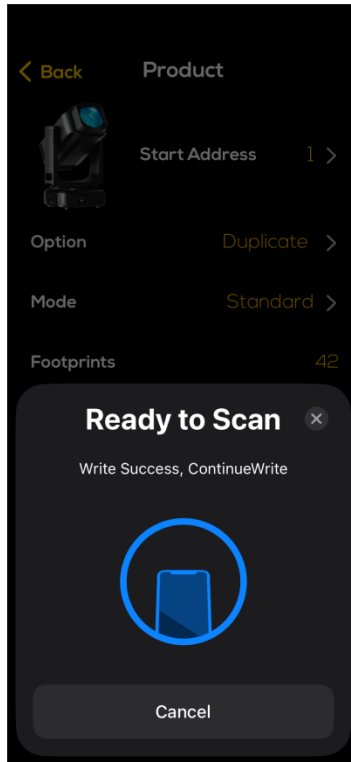 Back
Product
Start Address 1
Option Duplicate
Mode Standard
Footprints 42
Ready to Scan
Write Success, ContinueWrite
Cancel